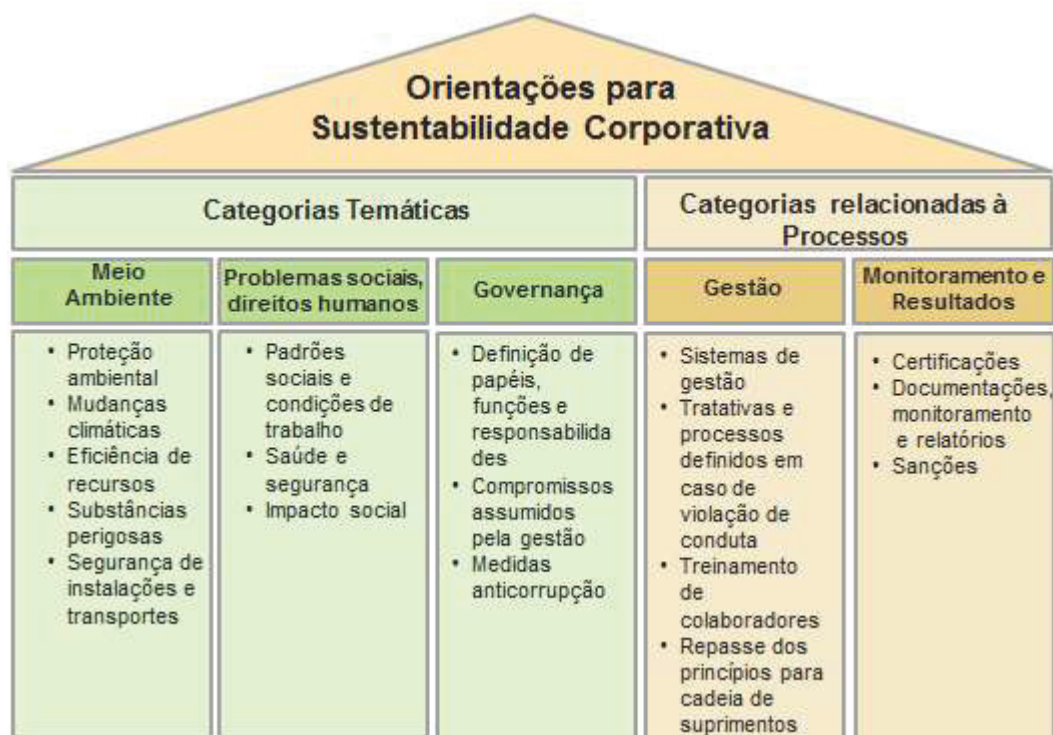 Orientações para
Sustentabilidade Corporativa
Categorias Temáticas
Categorias relacionadas à
Processos
Meio
Ambiente
Problemas sociais,
direitos humanos
Governança
Gestão
Monitoramento e
Resultados
• Proteção
ambiental
• Mudanças
climáticas
• Eficiência de
recursos
• Substâncias
perigosas
• Segurança de
instalações e
transportes
• Padrões
sociais e
condições de
trabalho
• Saúde e
segurança
• Impacto social
• Definição de
papéis,
funções e
responsabilida
des
• Compromissos
assumidos
pela gestão
• Medidas
anticorrupção
• Sistemas de
gestão
• Tratativas e
processos
definidos em
caso de
violação de
conduta
• Treinamento
de
colaboradores
• Repasse dos
princípios para
cadeia de
suprimentos
• Certificações
• Documentações,
monitoramento
e relatórios
• Sanções